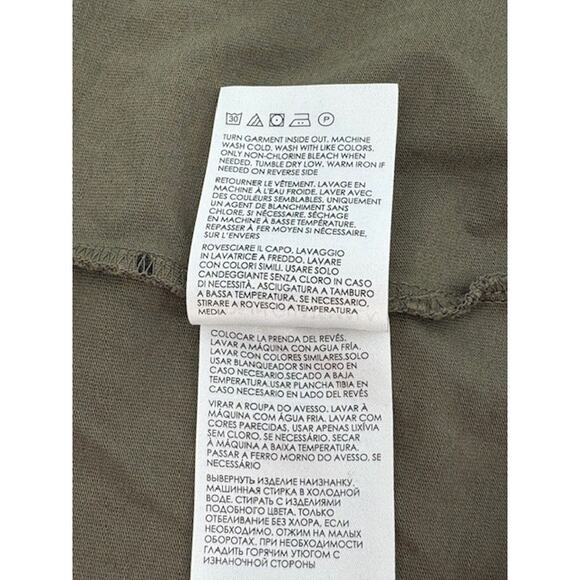 30 P
TURN GARMENT INSIDE OUT, MACHINE
WASH COLD. WASH WITH LIKE COLORS,
ONLY NON-CHLORINE BLEACH WHEN
NEEDED, TUMBLE DRY LOW. WARM IRON IF
NEEDED ON REVERSE SIDE
RETOURNER LE VÊTEMENT. LAVAGE EN
MACHINE À L'EAU FROIDE. LAVER AVEC
DES COULEURS SEMBLABLES. UNIQUEMENT
UN AGENT DE BLANCHIMENT SANS
CHLORE, SI NÉCESSAIRE. SÉCHAGE
EN MACHINE À BASSE TEMPÉRATURE.
REPASSER À FER MOYEN SI NÉCESSAIRE,
SUR L'ENVERS
ROVESCIARE IL CAPO, LAVAGGIO
IN LAVATRICE A FREDDO. LAVARE
CON COLORI SIMILI. USARE SOLO
CANDEGGIANTE SENZA CLORO IN CASO
DI NECESSITÀ, ASCIUGATURA A TAMBURO
A BASSA TEMPERATURA. SE NECESSARIO,
STIRARE A ROVESCIO A TEMPERATURA
MEDIA
COLOCAR LA PRENDA DEL REVÉS.
LAVAR A MÁQUINA CON AGUA FRÍA.
LAVAR CON COLORES SIMILARES.SOLO
USAR BLANQUEADOR SIN CLORO EN
CASO NECESARIO.SECADO A BAJA
TEMPERATURA.USAR PLANCHA TIBIA EN
CASO NECESARIO EN LADO DEL REVÉS
VIRAR A ROUPA DO AVESSO. LAVAR À
MÁQUINA COM ÁGUA FRIA. LAVAR COM
CORES PARECIDAS, USAR APENAS LIXÍVIA
SEM CLORO, SE NECESSÁRIO. SECAR
À MÁQUINA A BAIXA TEMPERATURA.
PASSAR A FERRO MORNO DO AVESSO, SE
NECESSÁRIO
ВЫВЕРНУТЬ ИЗДЕЛИЕ НАИЗНАНКУ.
МАШИННАЯ СТИРКА В ХОЛОДНОЙ
ВОДЕ. СТИРАТЬ С ИЗДЕЛИЯМИ
ПОДОБНОГО ЦВЕТА. ТОЛЬКО
ОТБЕЛИВАНИЕ БЕЗ ХЛОРА, ЕСЛИ
НЕОБХОДИМО. ОТЖИМ НА МАЛЫХ
ОБОРОТАХ. ПРИ НЕОБХОДИМОСТИ
ГЛАДИТЬ ГОРЯЧИМ УТЮГОМ С
ИЗНАНОЧНОЙ СТОРОНЫ